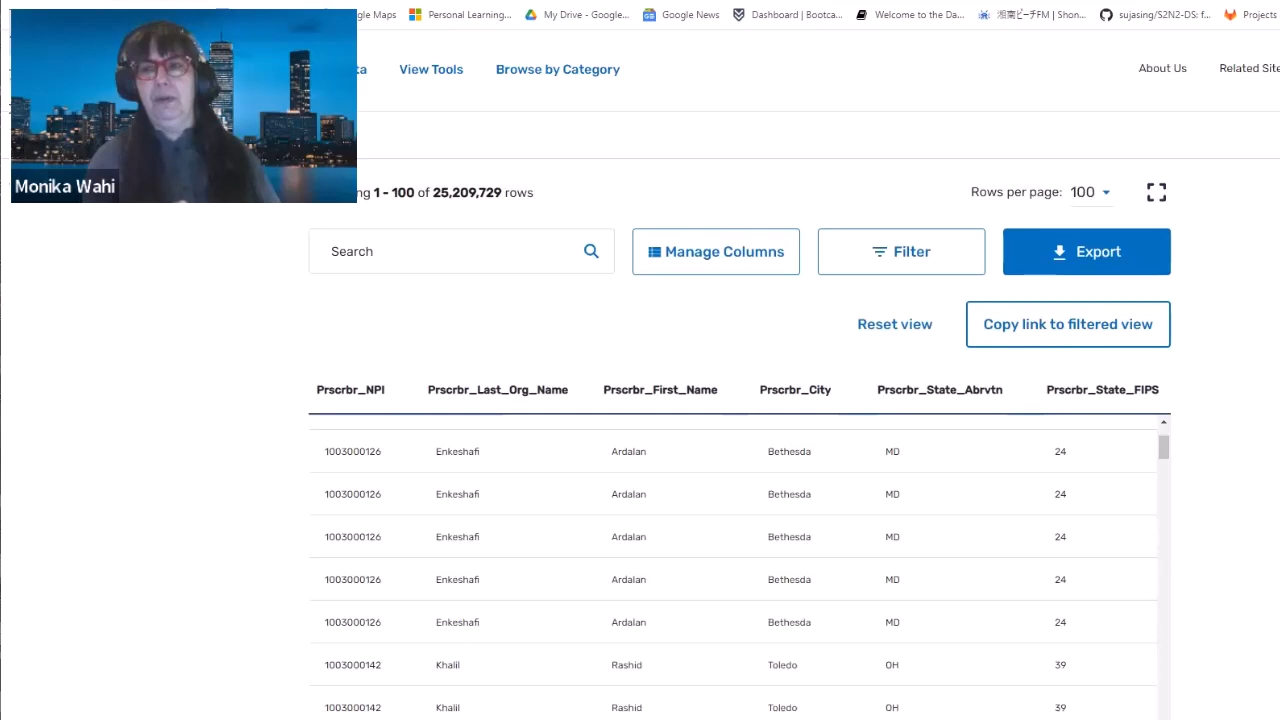 gle Maps Personal Learning... My Drive - Google... Google News Dashboard | Bootca... Welcome to the Da... 湘南ビーチFM | Shon... sujasing/S2N2-DS: f... Projects
ta View Tools Browse by Category About Us Related Site
Monika Wahi
ng 1 - 100 of 25,209,729 rows Rows per page: 100
Search Manage Columns Filter Export
Reset view Copy link to filtered view
Prscrbr_NPI Prscrbr_Last_Org_Name Prscrbr_First_Name Prscrbr_City Prscrbr_State_Abrvtn Prscrbr_State_FIPS
1003000126 Enkeshafi Ardalan Bethesda MD 24
1003000126 Enkeshafi Ardalan Bethesda MD 24
1003000126 Enkeshafi Ardalan Bethesda MD 24
1003000126 Enkeshafi Ardalan Bethesda MD 24
1003000126 Enkeshafi Ardalan Bethesda MD 24
1003000142 Khalil Rashid Toledo OH 39
1003000142 Khalil Rashid Toledo OH 39